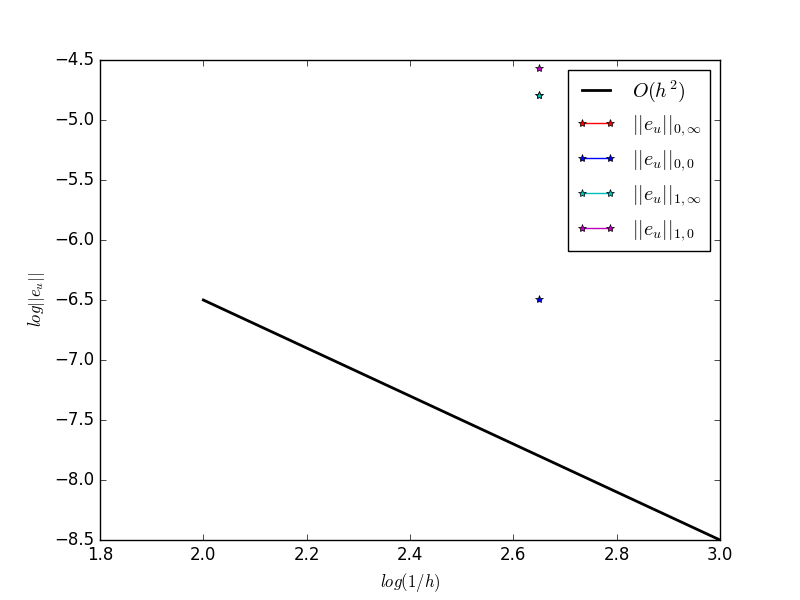 −4.5
−5.0
−5.5
−6.0
−6.5
−7.0
−7.5
−8.0
−8.5
1.8 2.0 2.2 2.4 2.6 2.8 3.0
log(1/h)
log||e_u||
O(h^2)
||e_u||_{0,∞}
||e_u||_{0,0}
||e_u||_{1,∞}
||e_u||_{1,0}